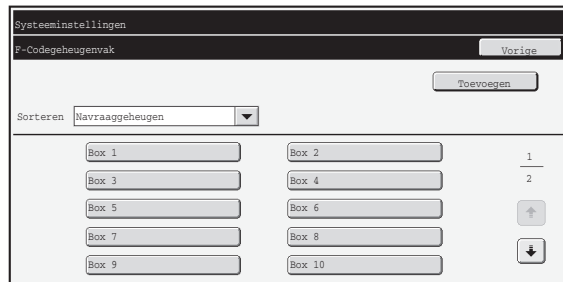 Systeeminstellingen
F-Codegeheugenvak Vorige
Toevoegen
Sorteren Navraaggeheugen
Box 1 Box 2
Box 3 Box 4
Box 5 Box 6
Box 7 Box 8
Box 9 Box 10
1
2